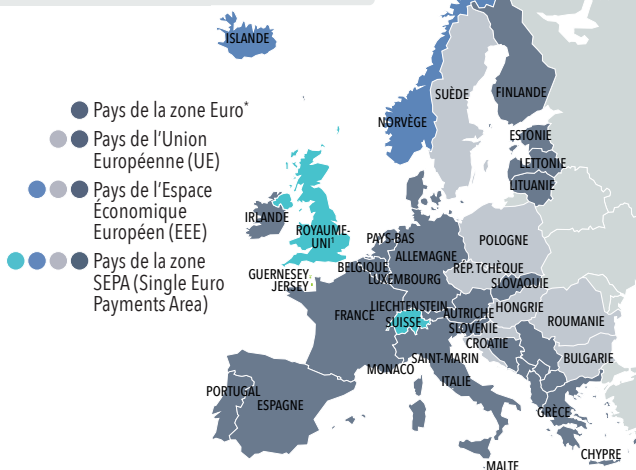 ISLANDE
SUÈDE
FINLANDE
NORVÈGE
Pays de la zone Euro*
Pays de l’Union
Européenne (UE)
Pays de l’Espace
Économique
Européen (EEE)
Pays de la zone
SEPA (Single Euro
Payments Area)
ESTONIE
LETTONIE
LITUANIE
IRLANDE
ROYAUME-
UNI¹
PAYS-BAS
POLOGNE
ALLEMAGNE
BELGIQUE
RÉP. TCHÈQUE
GUERNESEY
JERSEY
LUXEMBOURG
SLOVAQUIE
LIECHTENSTEIN
HONGRIE
FRANCE
AUTRICHE
SUISSE
ROUMANIE
SLOVÉNIE
CROATIE
SAINT-MARIN
BULGARIE
MONACO
ITALIE
PORTUGAL
ESPAGNE
GRÈCE
CHYPRE
MALTE